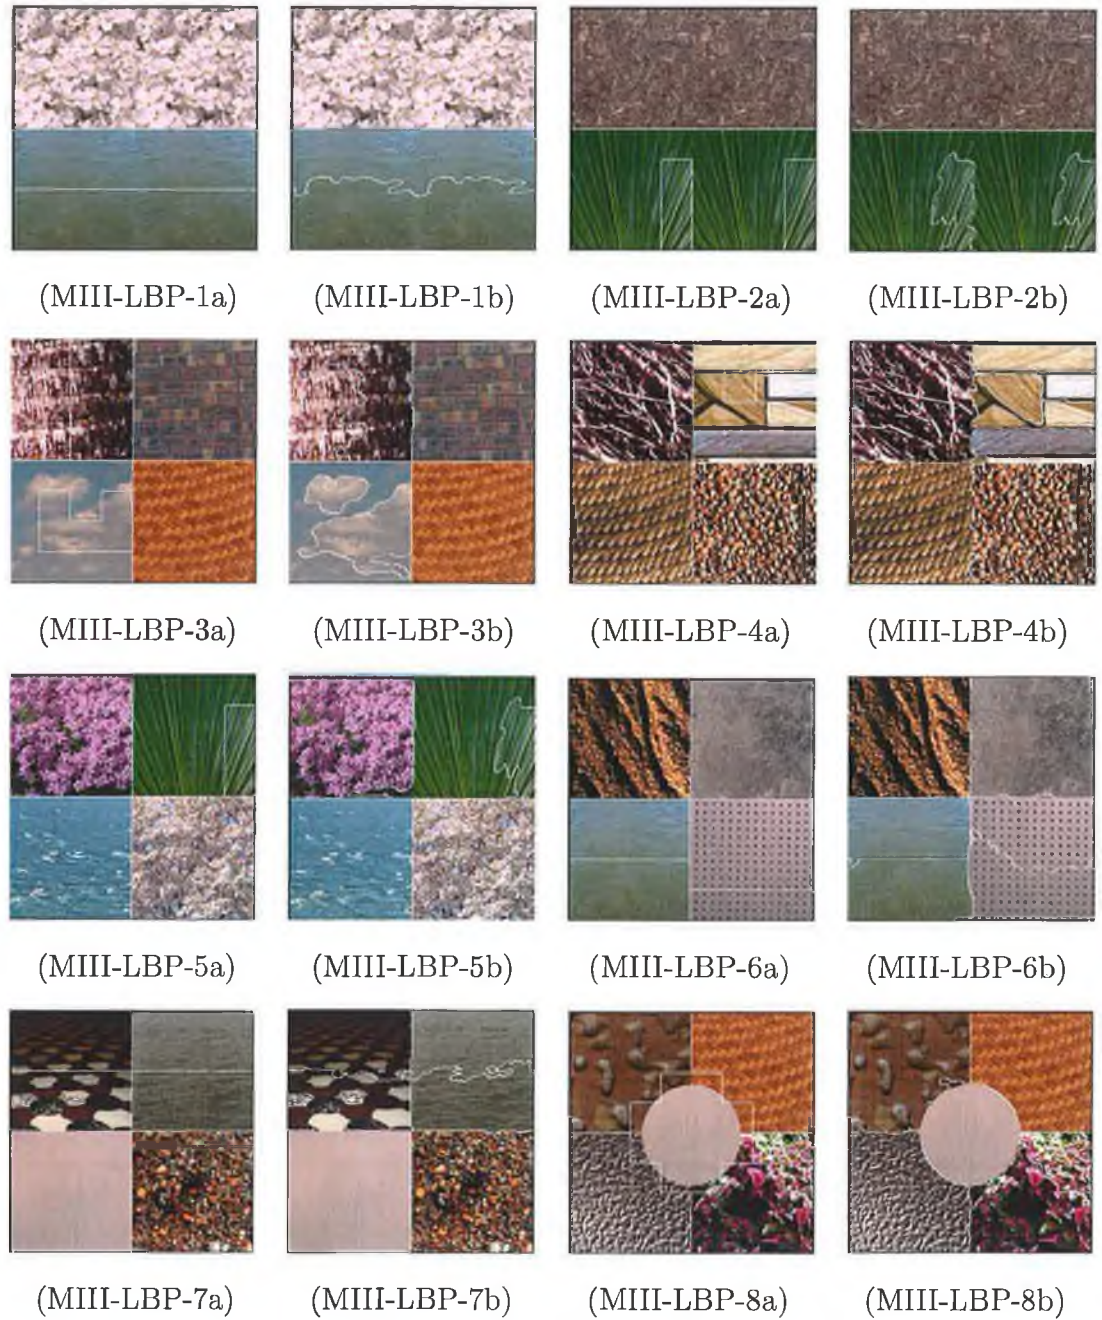 (MIII-LBP-1a) (MIII-LBP-1b) (MIII-LBP-2a) (MIII-LBP-2b)
(MIII-LBP-3a) (MIII-LBP-3b) (MIII-LBP-4a) (MIII-LBP-4b)
(MIII-LBP-5a) (MIII-LBP-5b) (MIII-LBP-6a) (MIII-LBP-6b)
(MIII-LBP-7a) (MIII-LBP-7b) (MIII-LBP-8a) (MIII-LBP-8b)